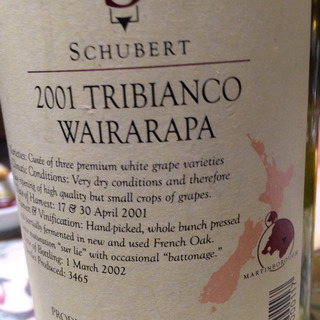 SCHUBERT
2001 TRIBIANCO
WAIRARAPA
Cuvée of three premium white grape varieties
Conditions: Very dry conditions and therefore
ripening of high quality but small crops of grapes.
of Harvest: 17 & 30 April 2001
& Vinification: Hand-picked, whole bunch pressed
fermented in new and used French Oak.
"sur lie" with occasional "battonage."
of Bottling: 1 March 2002
Produced: 3465
MARTINBOROUGH